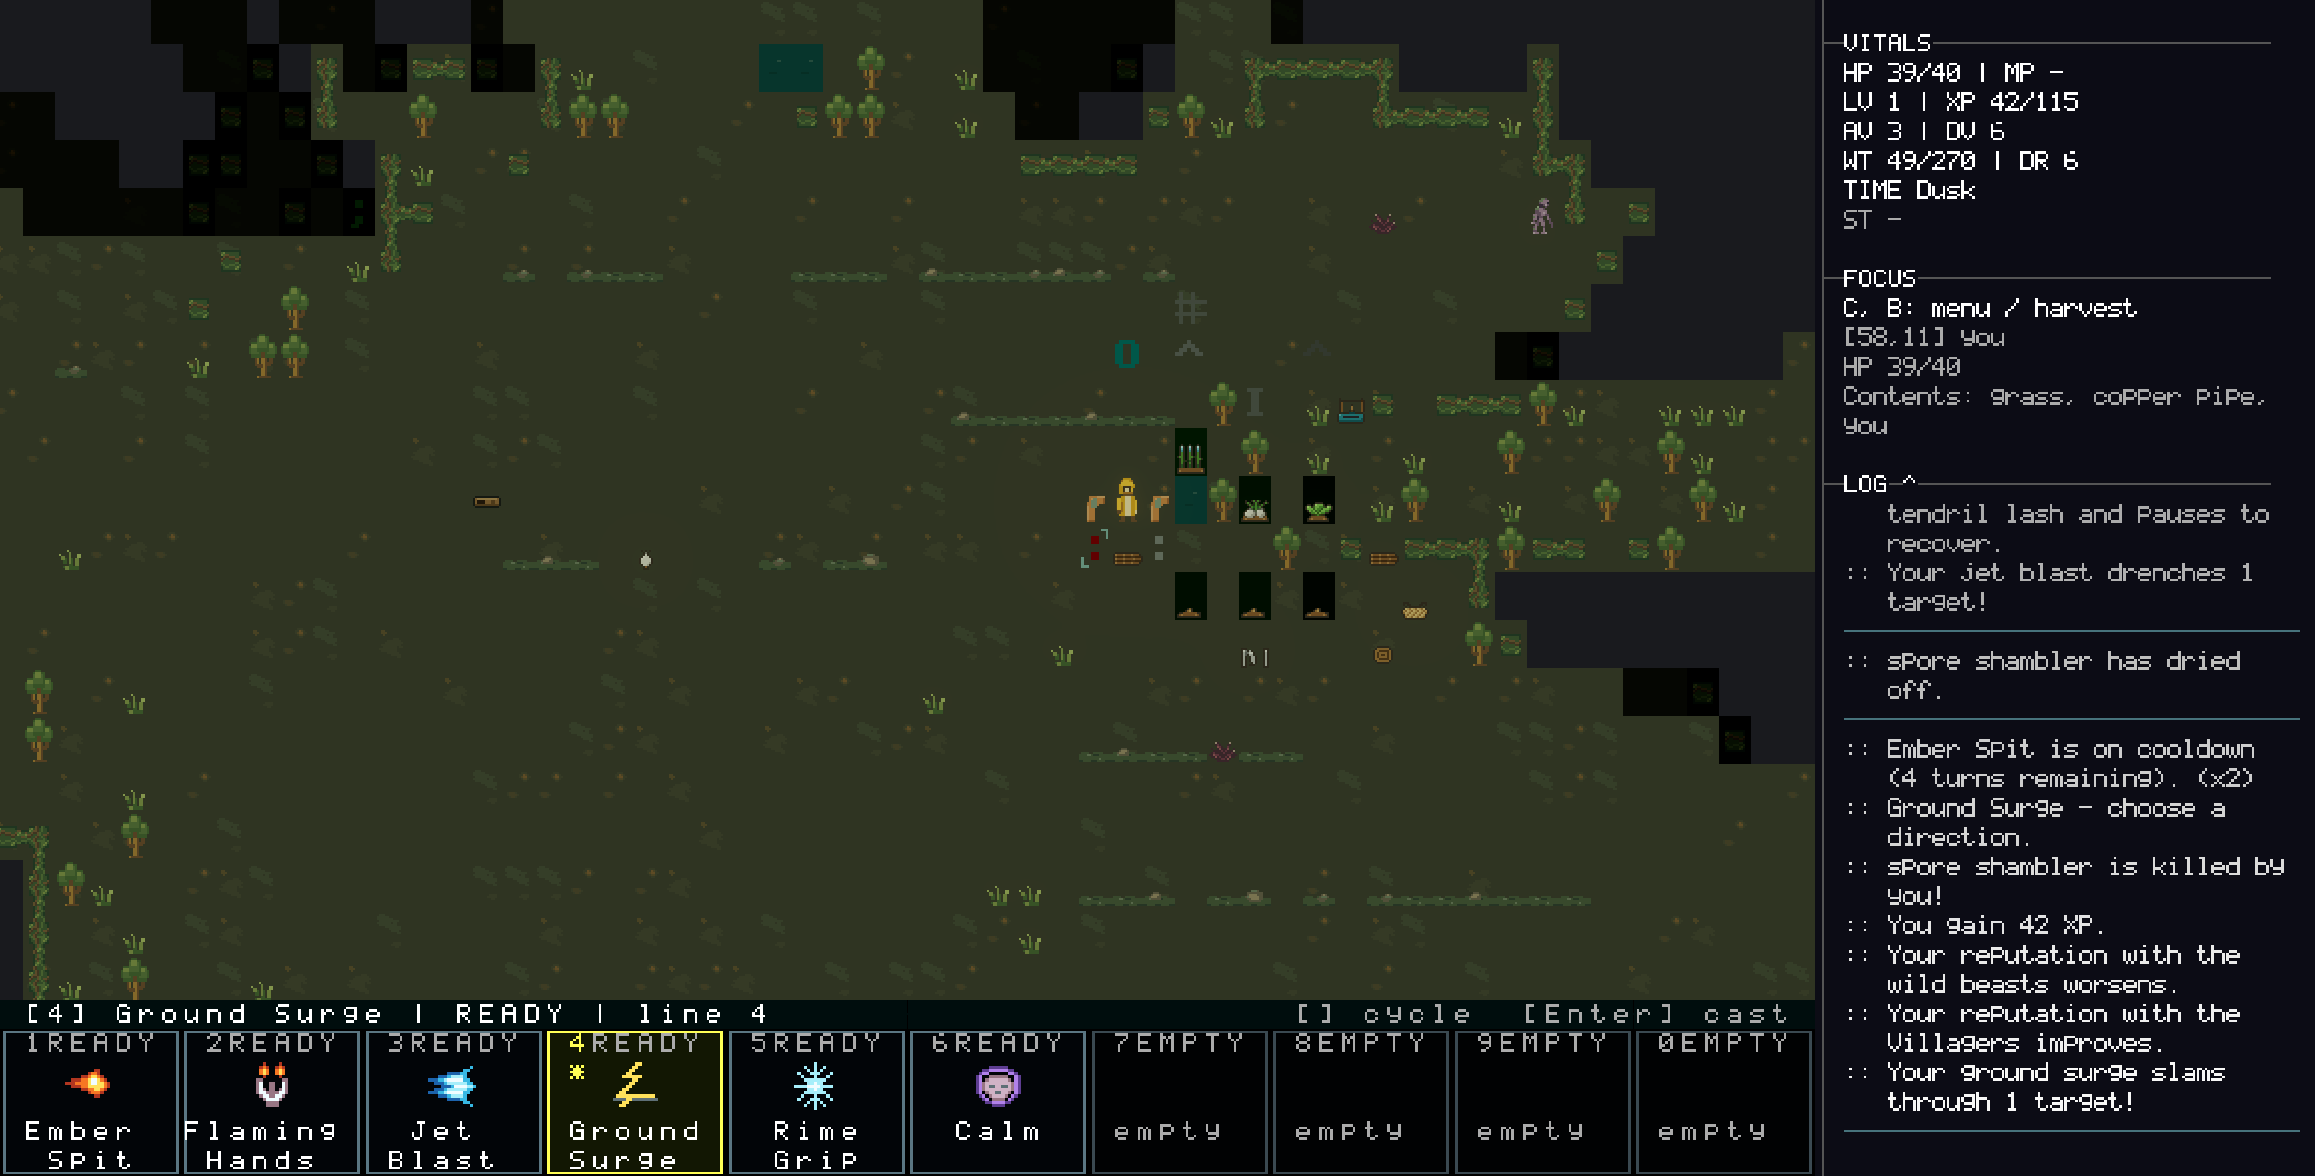 VITALS
HP 39/40 | MP -
LV 1 | XP 42/115
AV 3 | DV 6
WT 49/270 | DR 6
TIME Dusk
ST -
FOCUS
C, B: menu / harvest
[58,11] You
HP 39/40
Contents: grass, copper pipe,
you
LOG ^
tendril lash and pauses to
recover.
:: Your jet blast drenches 1
target!
:: spore shambler has dried
off.
:: Ember Spit is on cooldown
(4 turns remaining). (x2)
:: Ground Surge - choose a
direction.
:: spore shambler is killed by
you!
:: You gain 42 XP.
:: Your reputation with the
wild beasts worsens.
:: Your reputation with the
Villagers improves.
:: Your ground surge slams
through 1 target!
[4] Ground Surge | READY | line 4
[] cycle [Enter] cast
1READY 2READY 3READY 4READY 5READY 6READY 7EMPTY 8EMPTY 9EMPTY 0EMPTY
Ember Flaming Jet Ground Rime Calm empty empty empty empty
Spit Hands Blast Surge Grip